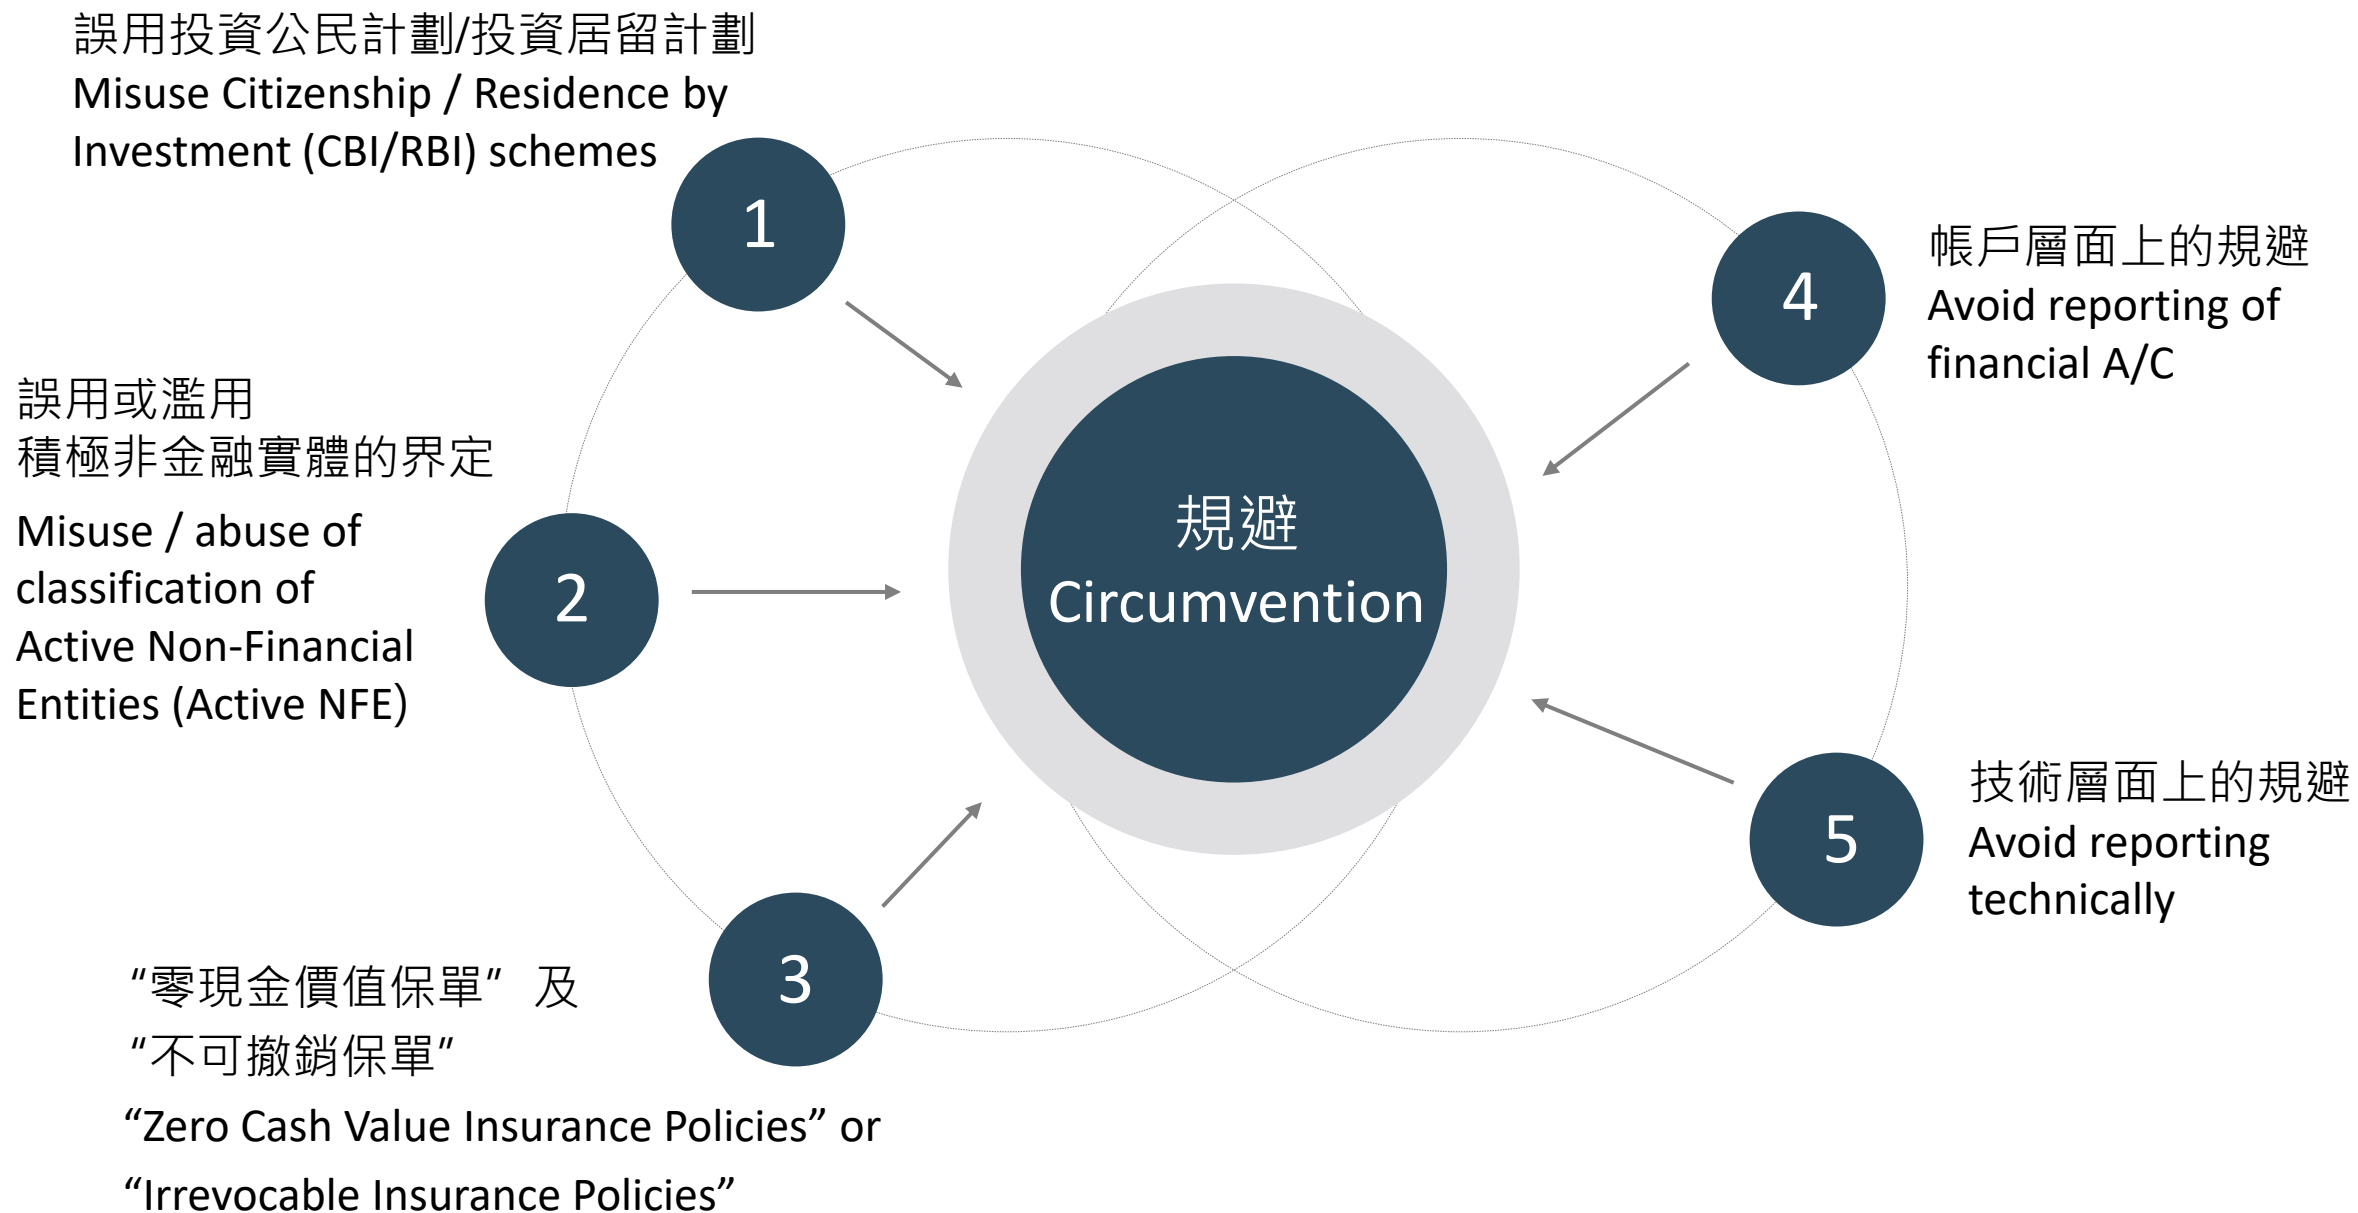 誤用投資公民計劃/投資居留計劃
Misuse Citizenship / Residence by
Investment (CBI/RBI) schemes
1
誤用或濫用
積極非金融實體的界定
Misuse / abuse of
classification of
Active Non-Financial
Entities (Active NFE)
2
“零現金價值保單” 及
“不可撤銷保單”
“Zero Cash Value Insurance Policies” or
“Irrevocable Insurance Policies”
3
規避
Circumvention
4
帳戶層面上的規避
Avoid reporting of
financial A/C
5
技術層面上的規避
Avoid reporting
technically